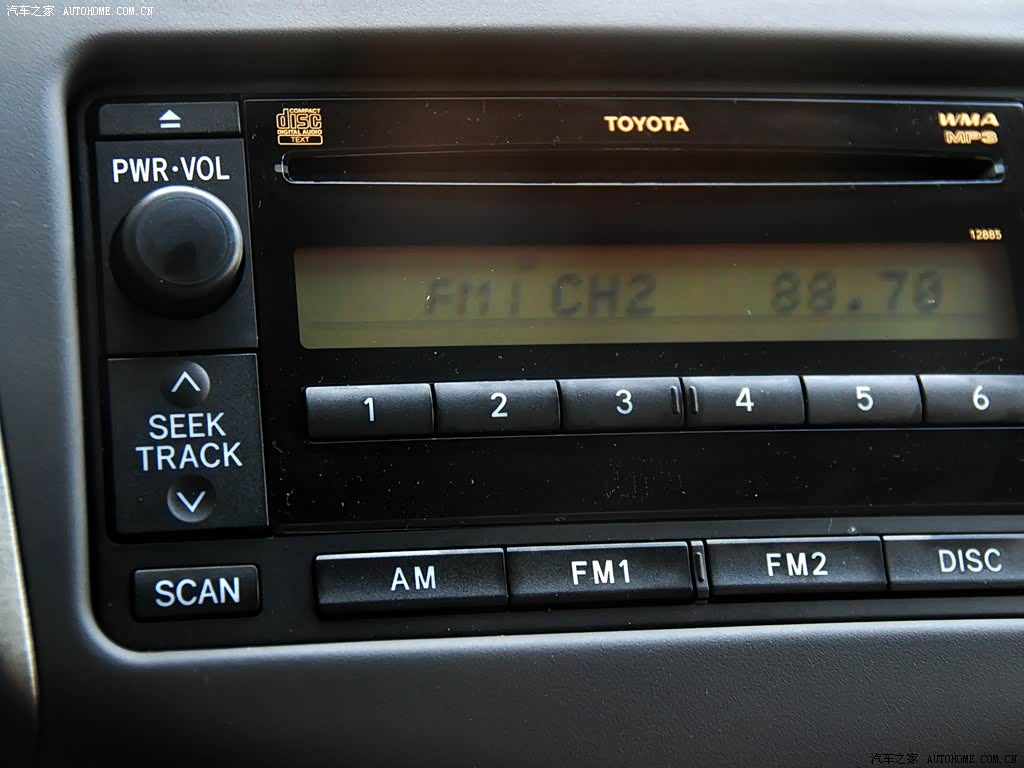 汽车之家 AUTOHOME.COM.CN
COMPACT
disc
DIGITAL AUDIO
TEXT
TOYOTA
WMA
MP3
PWR·VOL
12885
FM1 CH2 88.70
1 2 3 4 5 6
SEEK
TRACK
AM FM1 FM2 DISC
SCAN
汽车之家 AUTOHOME.COM.CN